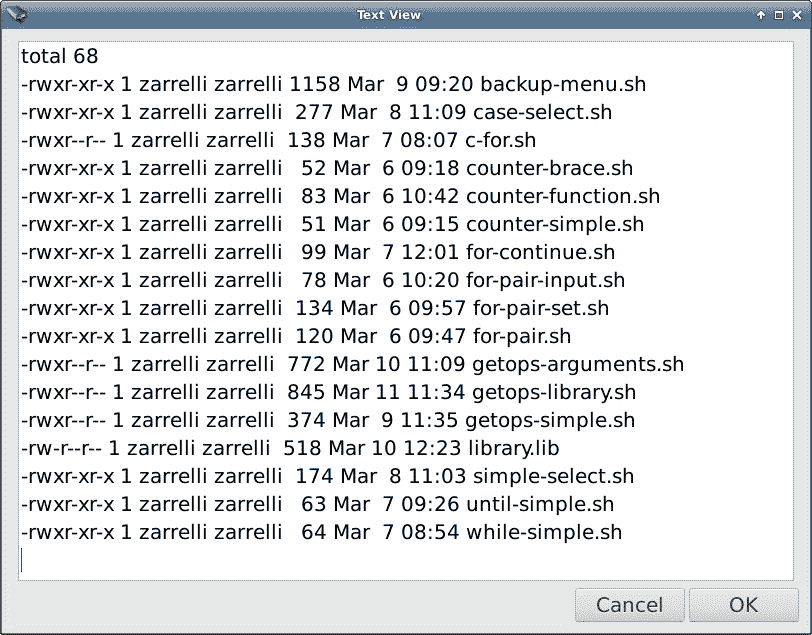 Text View
total 68
-rwxr-xr-x 1 zarrelli zarrelli 1158 Mar  9 09:20 backup-menu.sh
-rwxr-xr-x 1 zarrelli zarrelli  277 Mar  8 11:09 case-select.sh
-rwxr--r-- 1 zarrelli zarrelli  138 Mar  7 08:07 c-for.sh
-rwxr-xr-x 1 zarrelli zarrelli   52 Mar  6 09:18 counter-brace.sh
-rwxr-xr-x 1 zarrelli zarrelli   83 Mar  6 10:42 counter-function.sh
-rwxr-xr-x 1 zarrelli zarrelli   51 Mar  6 09:15 counter-simple.sh
-rwxr-xr-x 1 zarrelli zarrelli   99 Mar  7 12:01 for-continue.sh
-rwxr-xr-x 1 zarrelli zarrelli   78 Mar  6 10:20 for-pair-input.sh
-rwxr-xr-x 1 zarrelli zarrelli  134 Mar  6 09:57 for-pair-set.sh
-rwxr-xr-x 1 zarrelli zarrelli  120 Mar  6 09:47 for-pair.sh
-rwxr--r-- 1 zarrelli zarrelli  772 Mar 10 11:09 getops-arguments.sh
-rwxr--r-- 1 zarrelli zarrelli  845 Mar 11 11:34 getops-library.sh
-rwxr--r-- 1 zarrelli zarrelli  374 Mar  9 11:35 getops-simple.sh
-rw-r--r-- 1 zarrelli zarrelli  518 Mar 10 12:23 library.lib
-rwxr-xr-x 1 zarrelli zarrelli  174 Mar  8 11:03 simple-select.sh
-rwxr-xr-x 1 zarrelli zarrelli   63 Mar  7 09:26 until-simple.sh
-rwxr-xr-x 1 zarrelli zarrelli   64 Mar  7 08:54 while-simple.sh
Cancel OK